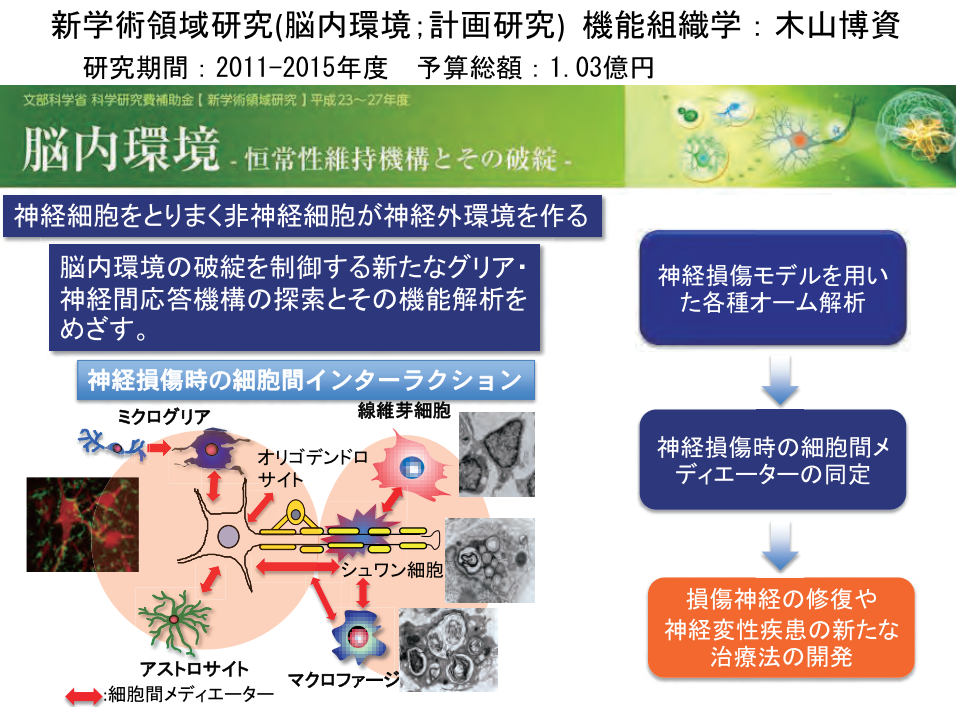 新学術領域研究(脳内環境;計画研究) 機能組織学：木山博資
研究期間：2011-2015年度　予算総額：1.03億円
文部科学省 科学研究費補助金【 新学術領域研究 】平成23～27年度
脳内環境 - 恒常性維持機構とその破綻 -
神経細胞をとりまく非神経細胞が神経外環境を作る
脳内環境の破綻を制御する新たなグリア・
神経間応答機構の探索とその機能解析を
めざす。
神経損傷時の細胞間インターラクション
ミクログリア
線維芽細胞
オリゴデンドロ
サイト
シュワン細胞
アストロサイト
マクロファージ
:細胞間メディエーター
神経損傷モデルを用い
た各種オーム解析
神経損傷時の細胞間メ
ディエーターの同定
損傷神経の修復や
神経変性疾患の新たな
治療法の開発